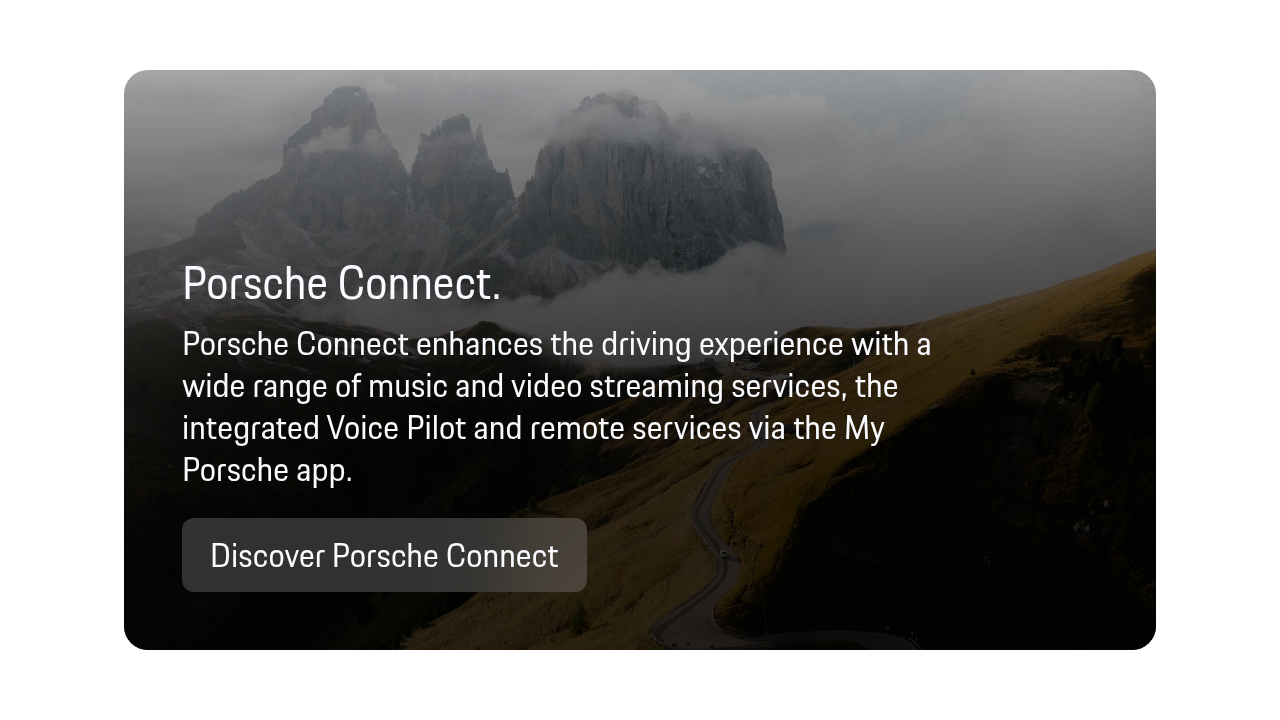 Porsche Connect.
Porsche Connect enhances the driving experience with a
wide range of music and video streaming services, the
integrated Voice Pilot and remote services via the My
Porsche app.
Discover Porsche Connect